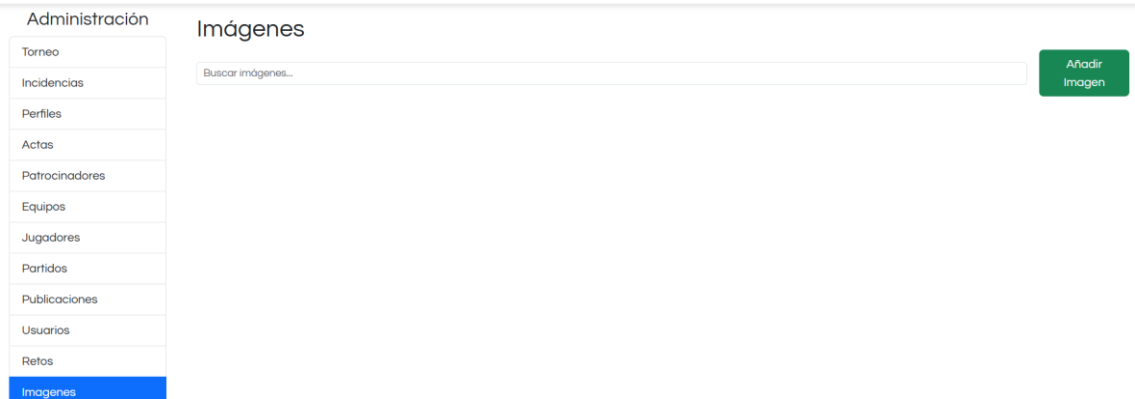 Administración
Torneo
Incidencias
Perfiles
Actas
Patrocinadores
Equipos
Jugadores
Partidos
Publicaciones
Usuarios
Retos
Imagenes
Imágenes
Buscar imágenes...
Añadir
Imagen